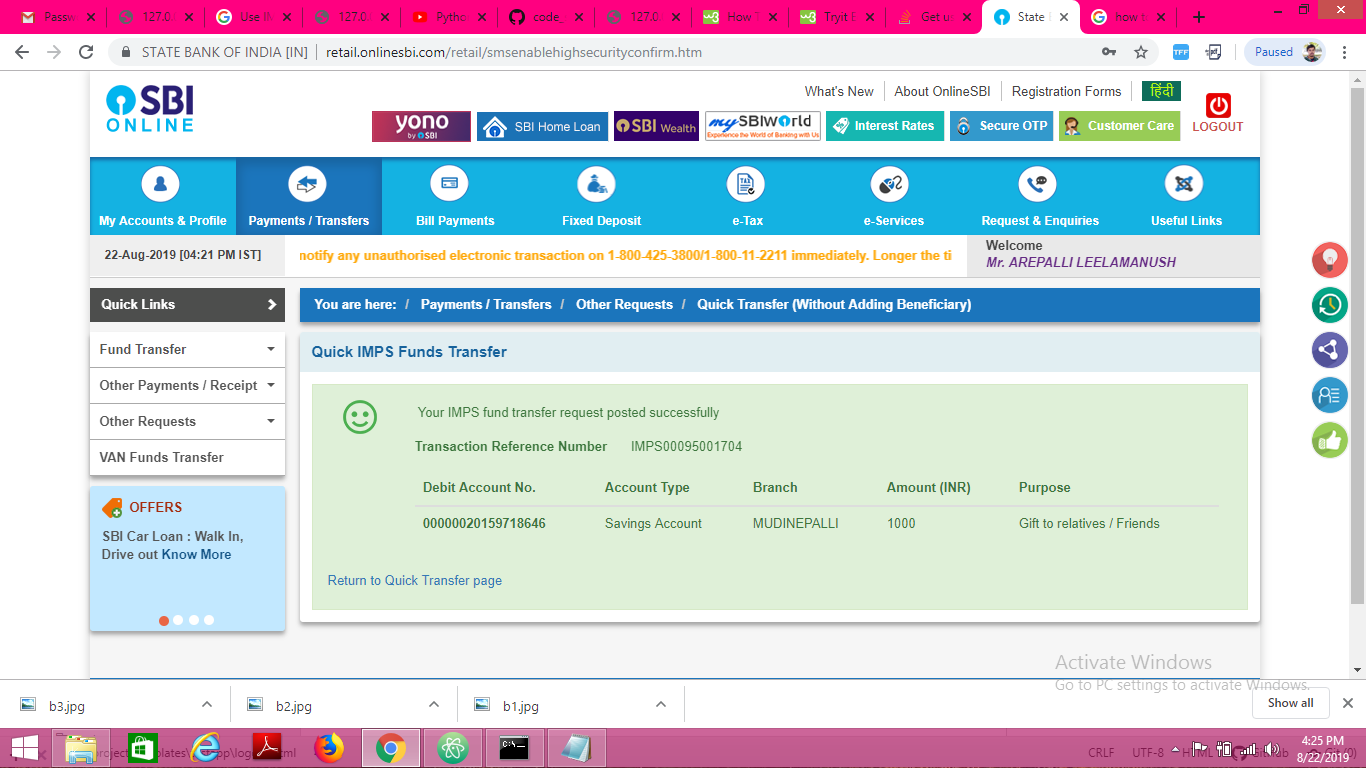 Passw
127.0.
Use IM
127.0.
Python
code_
127.0.
How T
Tryit E
Get u
State
how to
STATE BANK OF INDIA [IN] retail.onlinesbi.com/retail/smsenablehighsecurityconfirm.htm
TFF
Paused
What's New
About OnlineSBI
Registration Forms
हिंदी
SBI
ONLINE
LOGOUT
yono
by SBI
SBI Home Loan
SBI Wealth
my SBIWorld
Experience the World of Banking with Us
Interest Rates
Secure OTP
Customer Care
My Accounts & Profile
Payments / Transfers
Bill Payments
Fixed Deposit
TAX
e-Tax
e-Services
Request & Enquiries
Useful Links
22-Aug-2019 [04:21 PM IST]
notify any unauthorised electronic transaction on 1-800-425-3800/1-800-11-2211 immediately. Longer the ti
Welcome
Mr. AREPALLI LEELAMANUSH
Quick Links
You are here: / Payments / Transfers / Other Requests / Quick Transfer (Without Adding Beneficiary)
Fund Transfer
Other Payments / Receipt
Other Requests
VAN Funds Transfer
Quick IMPS Funds Transfer
Your IMPS fund transfer request posted successfully
Transaction Reference Number IMPS00095001704
Debit Account No. Account Type Branch Amount (INR) Purpose
00000020159718646 Savings Account MUDINEPALLI 1000 Gift to relatives / Friends
Return to Quick Transfer page
OFFERS
SBI Car Loan : Walk In,
Drive out Know More
Activate Windows
Go to PC settings to activate Windows.
b3.jpg
b2.jpg
b1.jpg
Show all
CRLF UTF-8 HTML
4:25 PM
8/22/2019